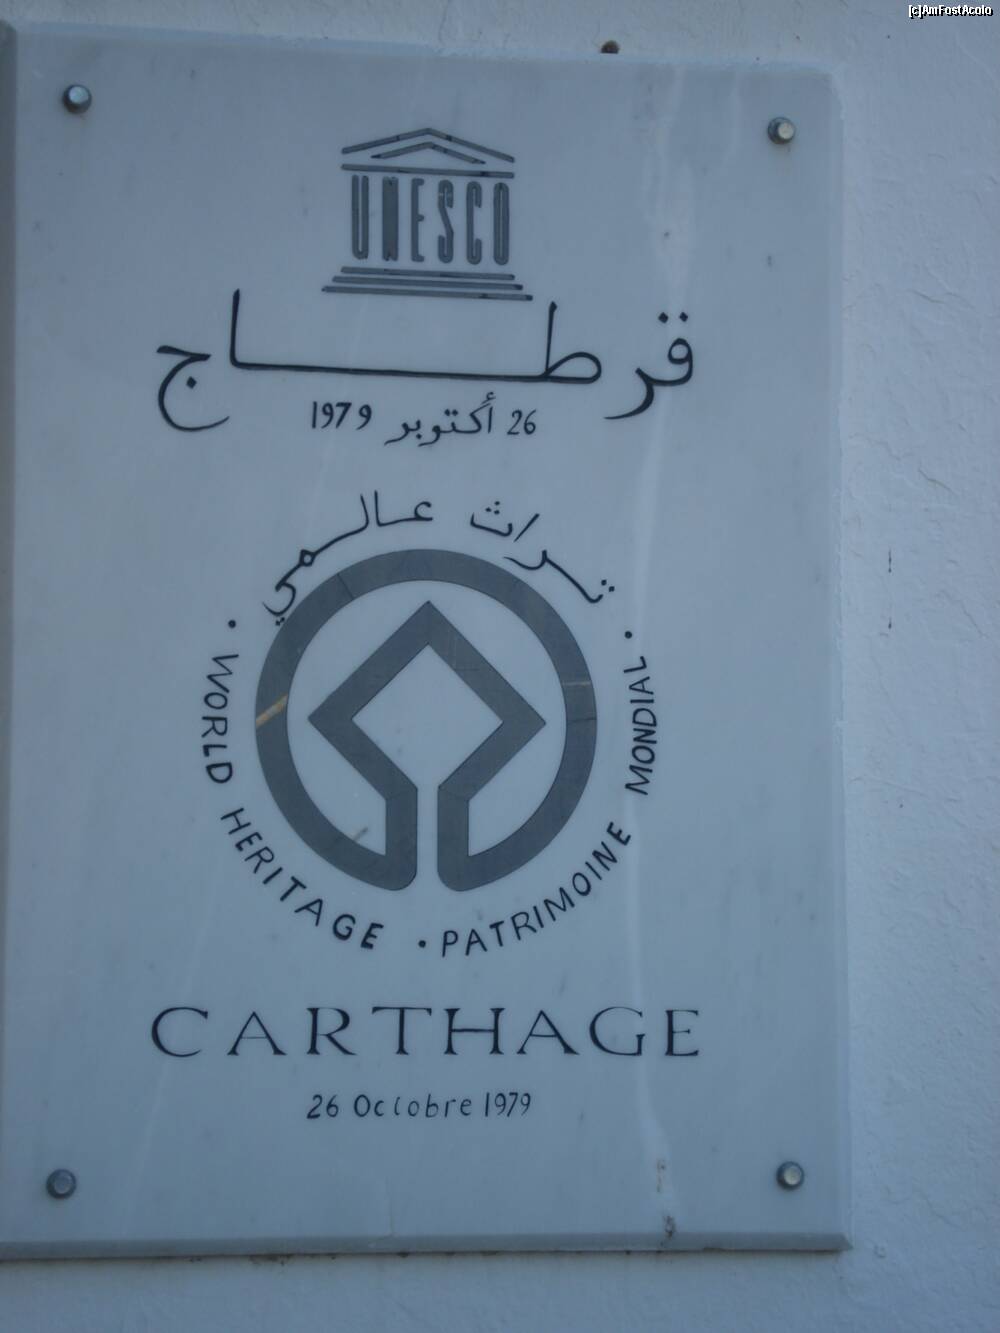 [c]AmFostAcolo
UNESCO
قرطاج
26 أكتوبر 1979
تراث عالمي
• WORLD HERITAGE • PATRIMOINE MONDIAL •
CARTHAGE
26 Octobre 1979